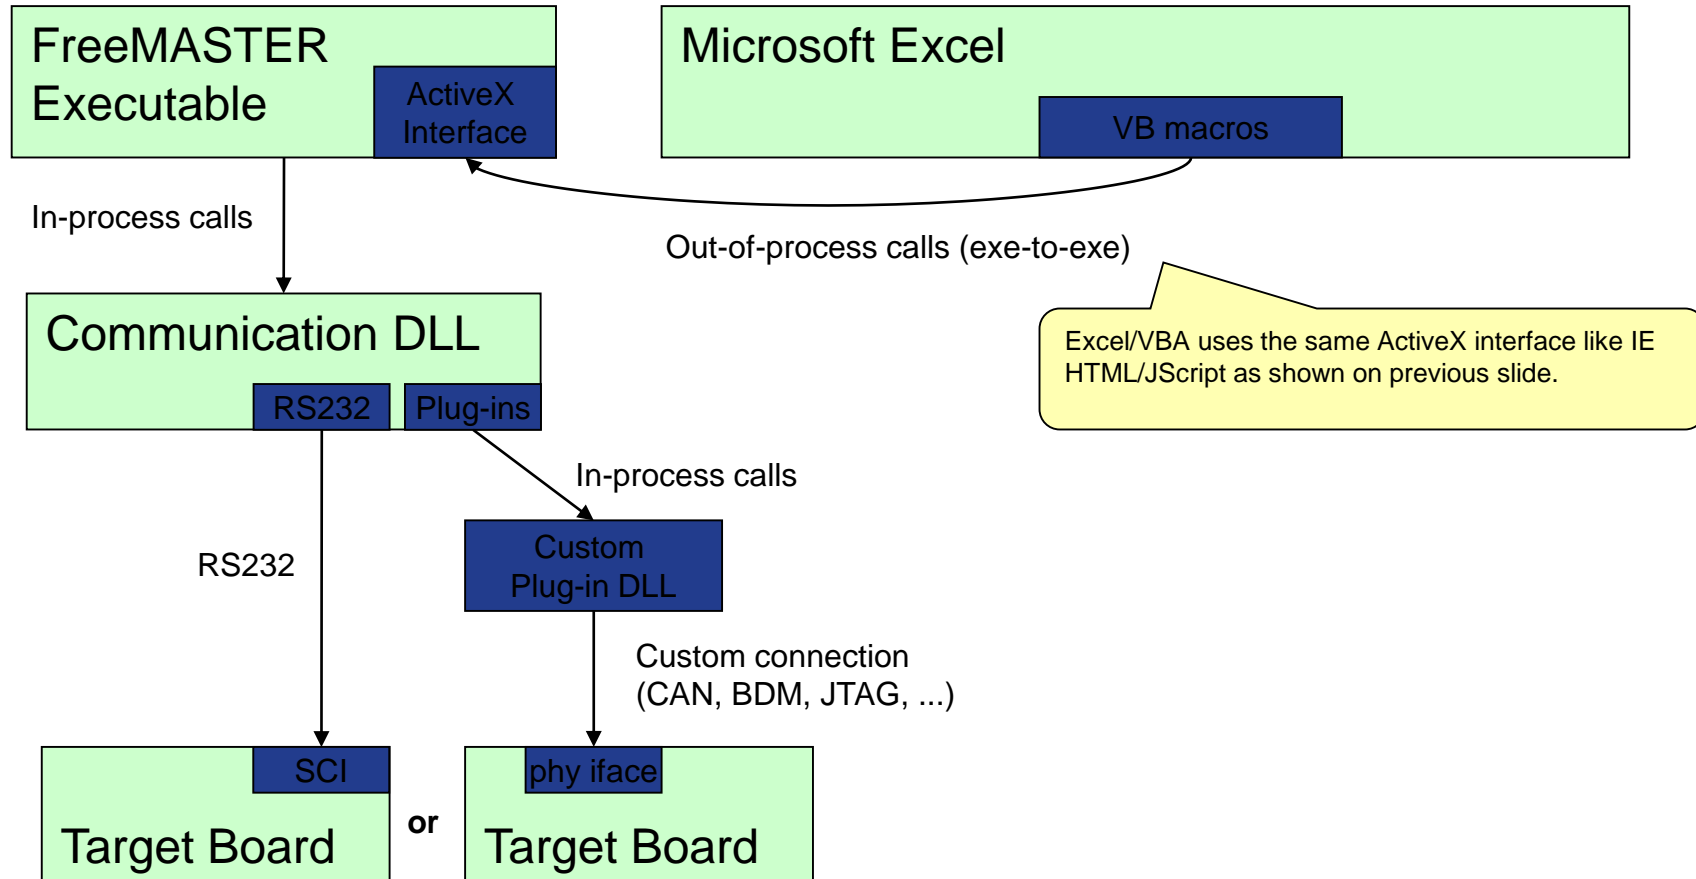 FreeMASTER
Executable
ActiveX
Interface
Microsoft Excel
VB macros
In-process calls
Out-of-process calls (exe-to-exe)
Communication DLL
RS232
Plug-ins
Excel/VBA uses the same ActiveX interface like IE
HTML/JScript as shown on previous slide.
In-process calls
RS232
Custom
Plug-in DLL
Custom connection
(CAN, BDM, JTAG, ...)
SCI
Target Board
or
phy iface
Target Board